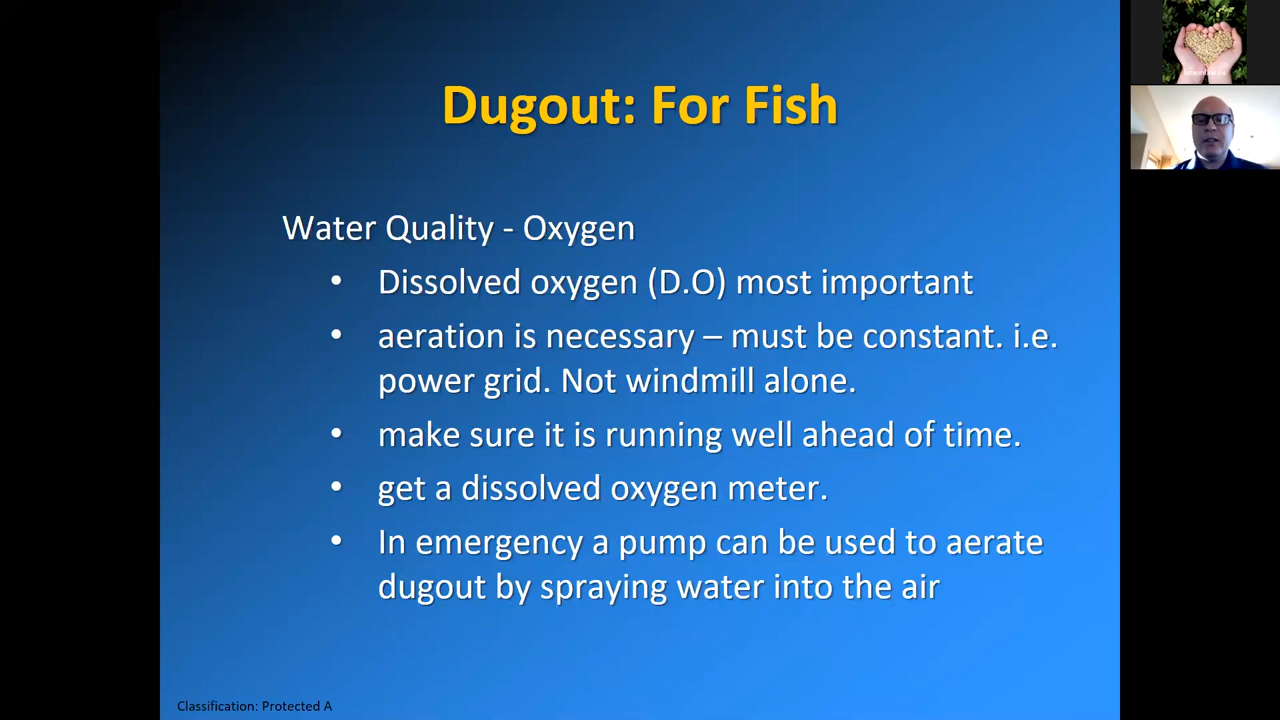 Dugout: For Fish
Water Quality - Oxygen
• Dissolved oxygen (D.O) most important
• aeration is necessary – must be constant. i.e.
power grid. Not windmill alone.
• make sure it is running well ahead of time.
• get a dissolved oxygen meter.
• In emergency a pump can be used to aerate
dugout by spraying water into the air
Classification: Protected A